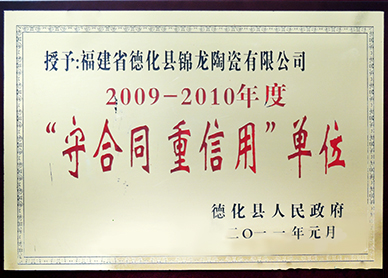 授予:福建省德化县锦龙陶瓷有限公司
2009-2010年度
“守合同重信用”单位
德化县人民政府
二〇一一年元月